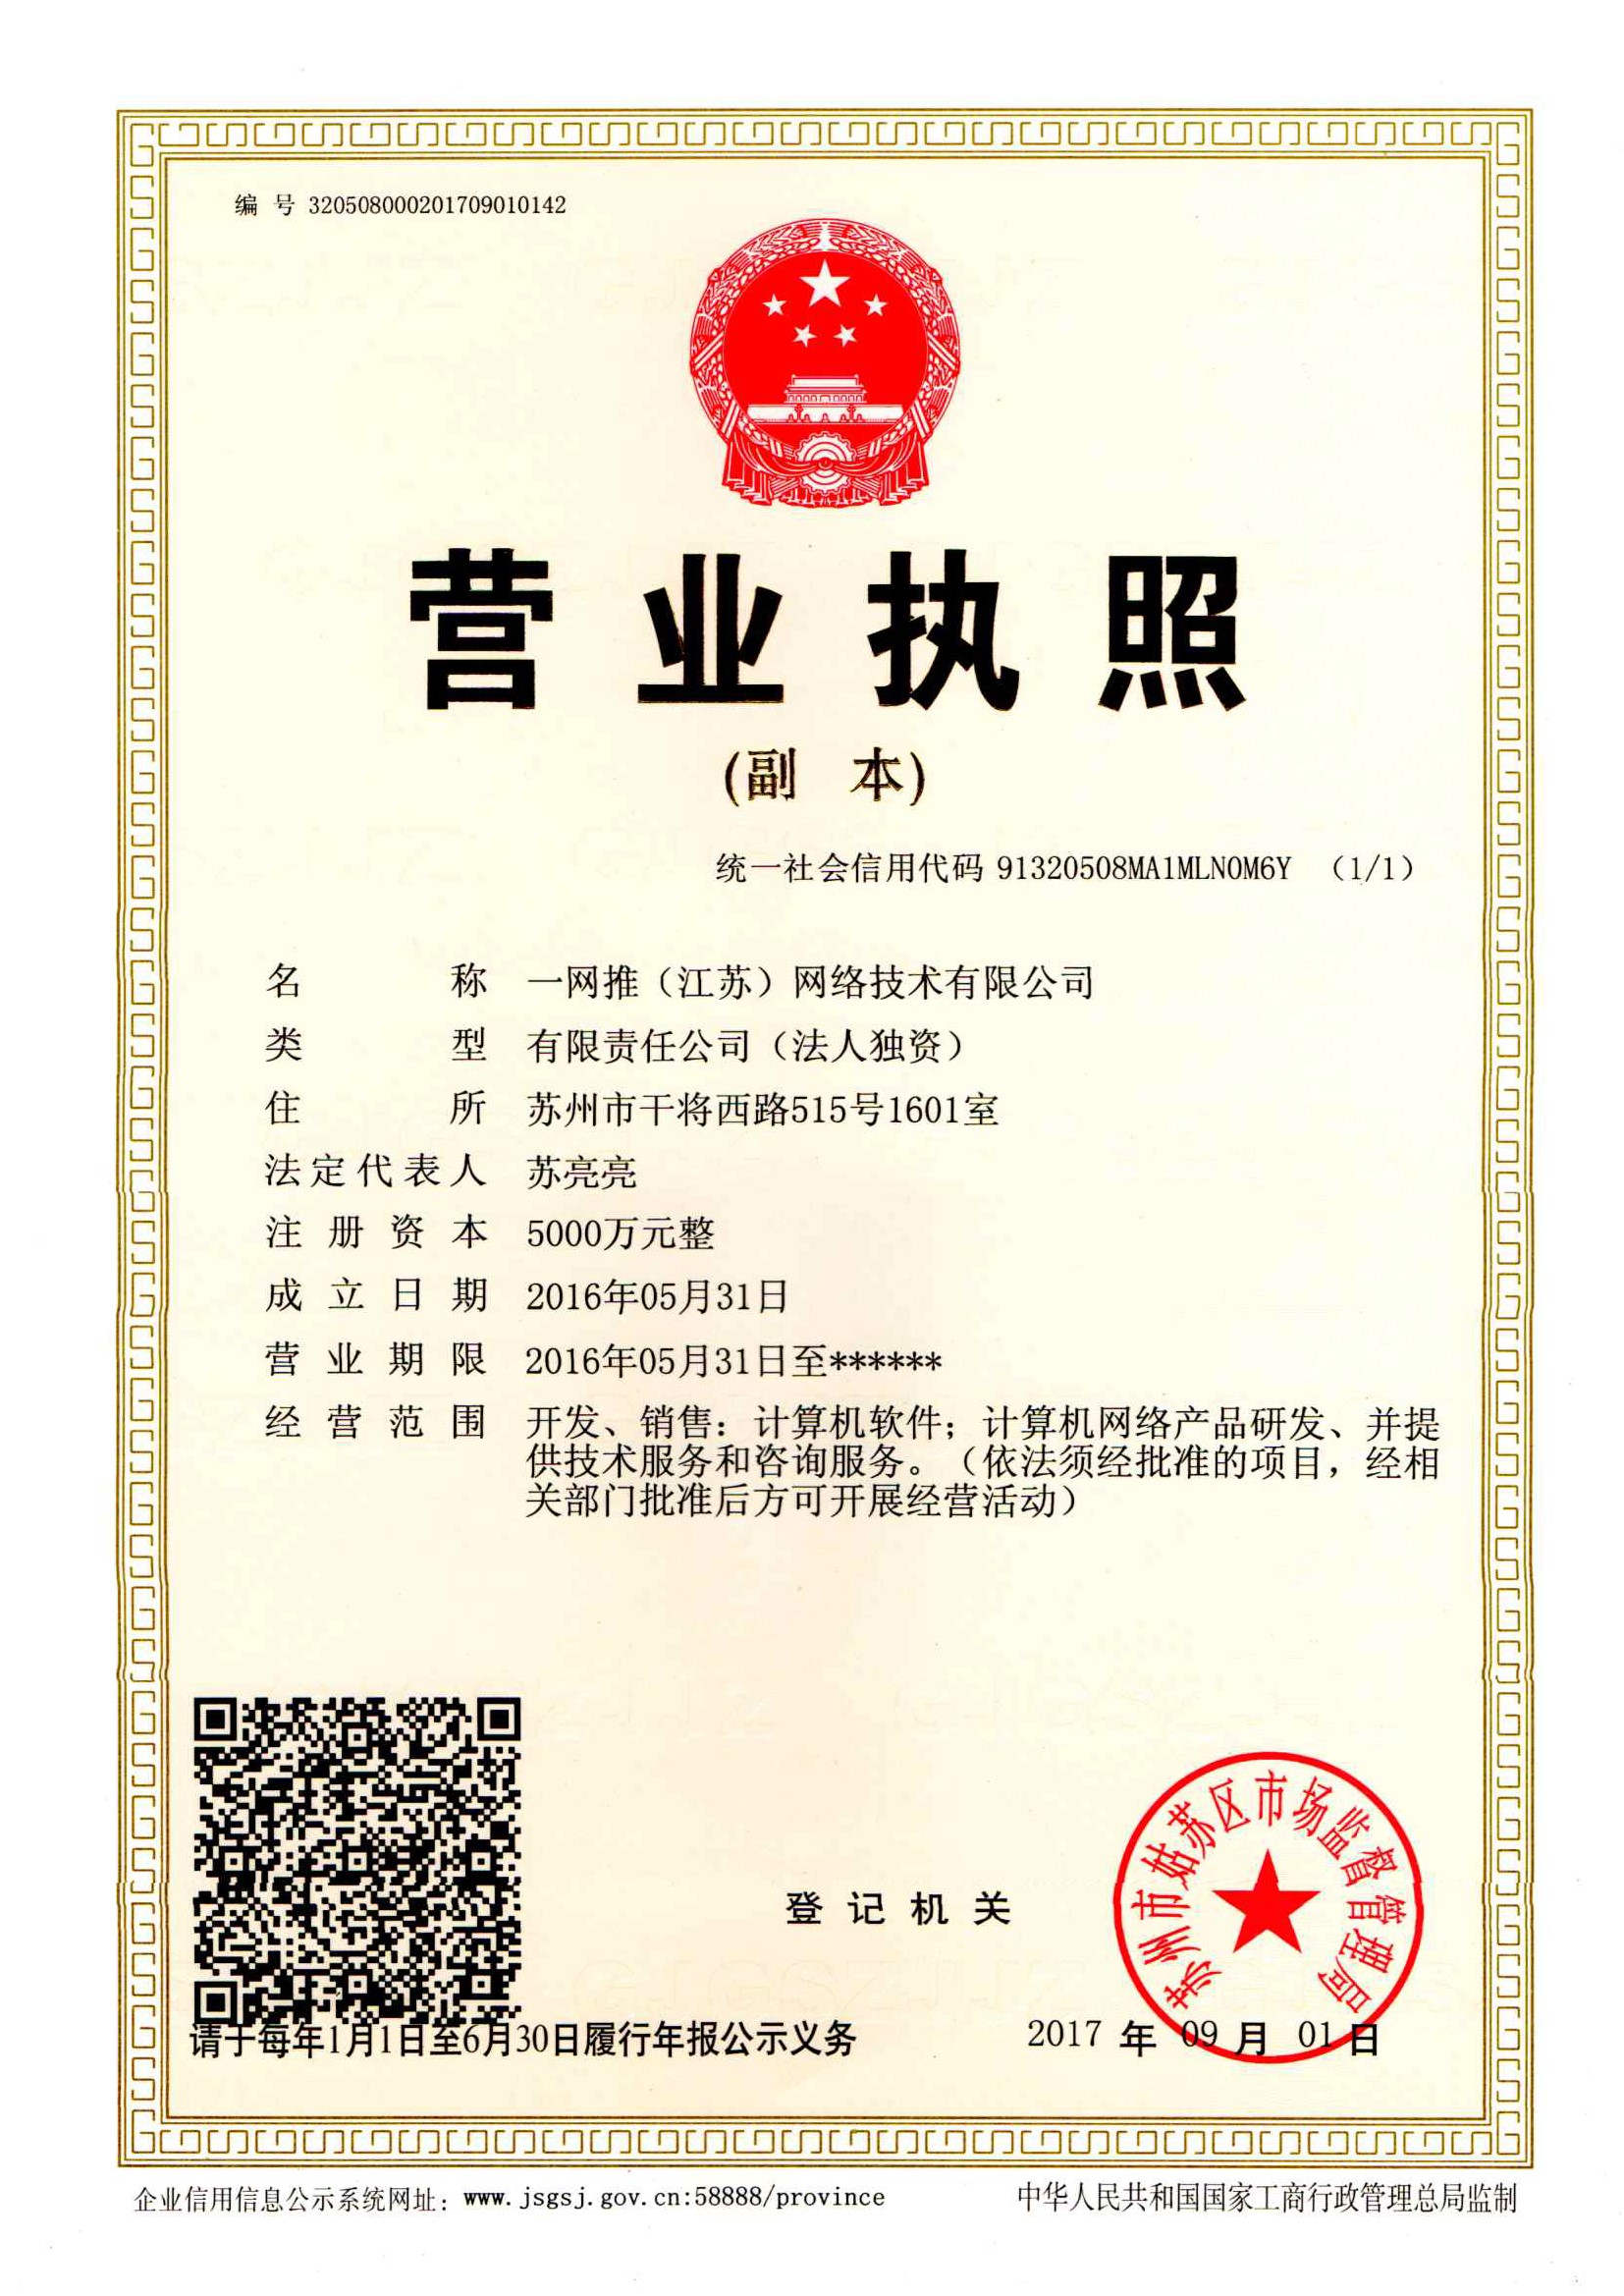 编 号 320508000201709010142
营业执照
(副 本)
统一社会信用代码 91320508MA1MLN0M6Y （1/1）
名 称 一网推（江苏）网络技术有限公司
类 型 有限责任公司（法人独资）
住 所 苏州市干将西路515号1601室
法定代表人 苏亮亮
注册资本 5000万元整
成立日期 2016年05月31日
营业期限 2016年05月31日至******
经营范围 开发、销售：计算机软件；计算机网络产品研发、并提
供技术服务和咨询服务。（依法须经批准的项目，经相
关部门批准后方可开展经营活动）
苏州市姑苏区市场监督管理局
登记机关
请于每年1月1日至6月30日履行年报公示义务
2017 年 09 月 01 日
企业信用信息公示系统网址：www.jsgsj.gov.cn:58888/province
中华人民共和国国家工商行政管理总局监制